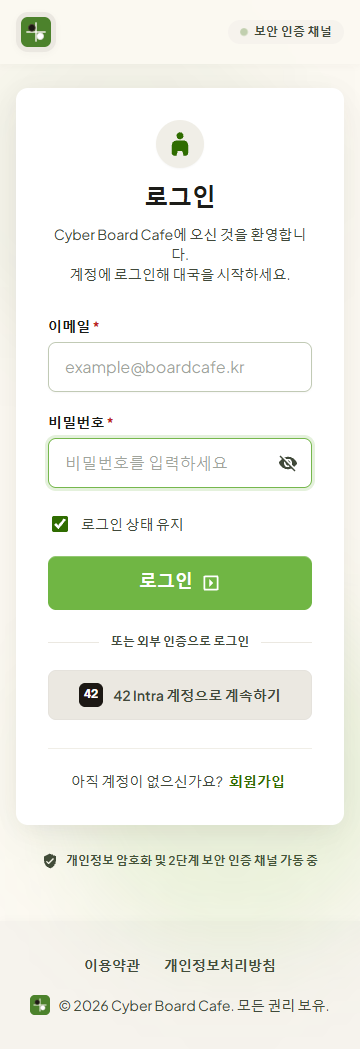 보안 인증 채널
로그인
Cyber Board Cafe에 오신 것을 환영합니
다.
계정에 로그인해 대국을 시작하세요.
이메일 *
example@boardcafe.kr
비밀번호 *
비밀번호를 입력하세요
로그인 상태 유지
로그인
또는 외부 인증으로 로그인
42 42 Intra 계정으로 계속하기
아직 계정이 없으신가요? 회원가입
개인정보 암호화 및 2단계 보안 인증 채널 가동 중
이용약관 개인정보처리방침
© 2026 Cyber Board Cafe. 모든 권리 보유.